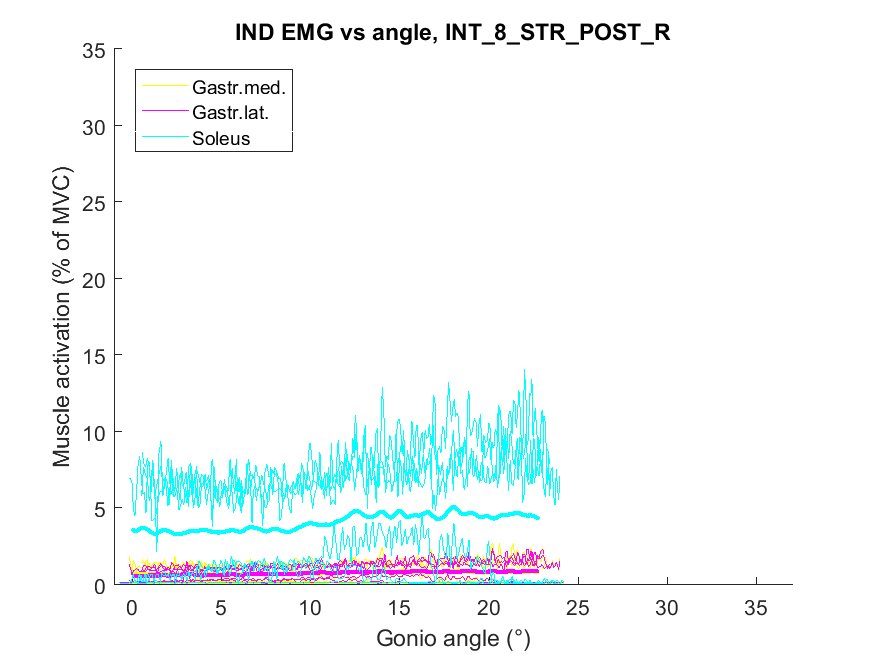 IND EMG vs angle, INT_8_STR_POST_R
35
30
25
20
15
10
5
0
Muscle activation (% of MVC)
Gastr.med.
Gastr.lat.
Soleus
0 5 10 15 20 25 30 35
Gonio angle (°)